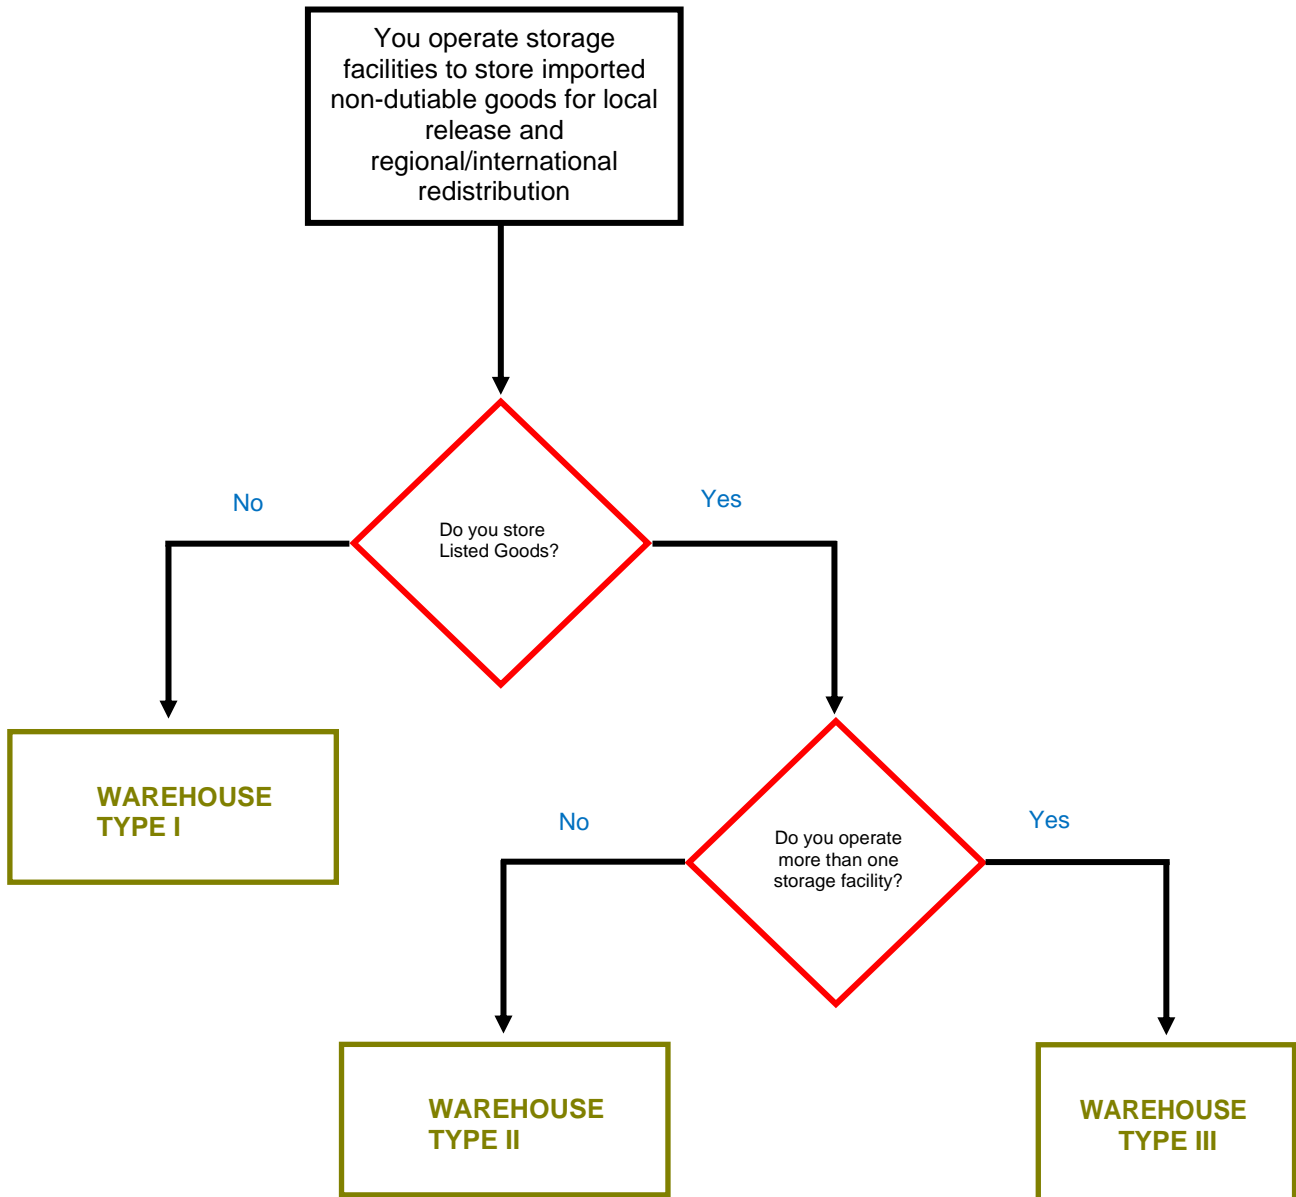 You operate storage
facilities to store imported
non-dutiable goods for local
release and
regional/international
redistribution
No
Yes
Do you store
Listed Goods?
WAREHOUSE
TYPE I
No
Yes
Do you operate
more than one
storage facility?
WAREHOUSE
TYPE II
WAREHOUSE
TYPE III